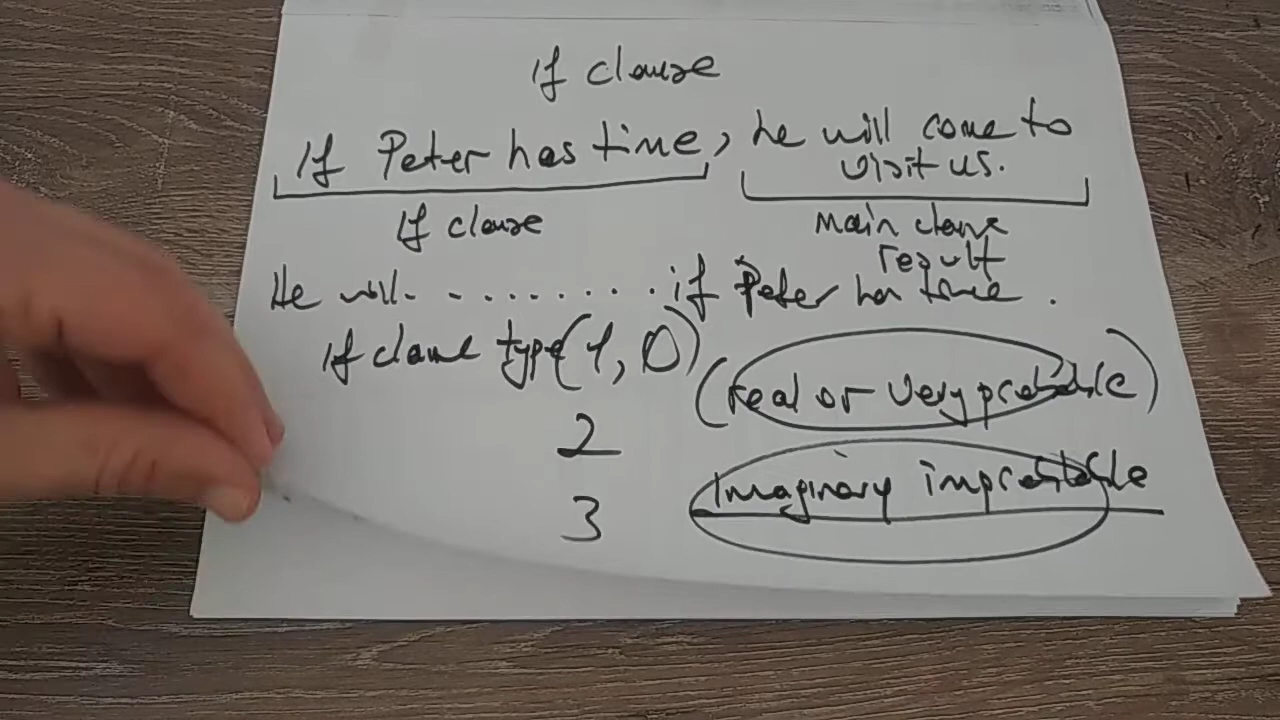 If clause
If Peter has time, he will come to
visit us.
If clause
main clause
result
He will. . . . . . . . . if Peter has time .
If clause type (1, 0)
(real or very probable)
2
Imaginary improbable
3